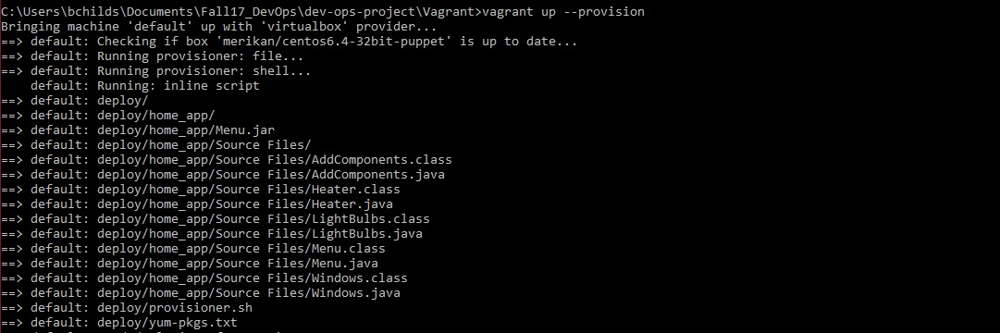 C:\Users\bchilds\Documents\Fall17_DevOps\dev-ops-project\Vagrant>vagrant up --provision
Bringing machine 'default' up with 'virtualbox' provider...
==> default: Checking if box 'merikan/centos6.4-32bit-puppet' is up to date...
==> default: Running provisioner: file...
==> default: Running provisioner: shell...
    default: Running: inline script
==> default: deploy/
==> default: deploy/home_app/
==> default: deploy/home_app/Menu.jar
==> default: deploy/home_app/Source Files/
==> default: deploy/home_app/Source Files/AddComponents.class
==> default: deploy/home_app/Source Files/AddComponents.java
==> default: deploy/home_app/Source Files/Heater.class
==> default: deploy/home_app/Source Files/Heater.java
==> default: deploy/home_app/Source Files/LightBulbs.class
==> default: deploy/home_app/Source Files/LightBulbs.java
==> default: deploy/home_app/Source Files/Menu.class
==> default: deploy/home_app/Source Files/Menu.java
==> default: deploy/home_app/Source Files/Windows.class
==> default: deploy/home_app/Source Files/Windows.java
==> default: deploy/provisioner.sh
==> default: deploy/yum-pkgs.txt